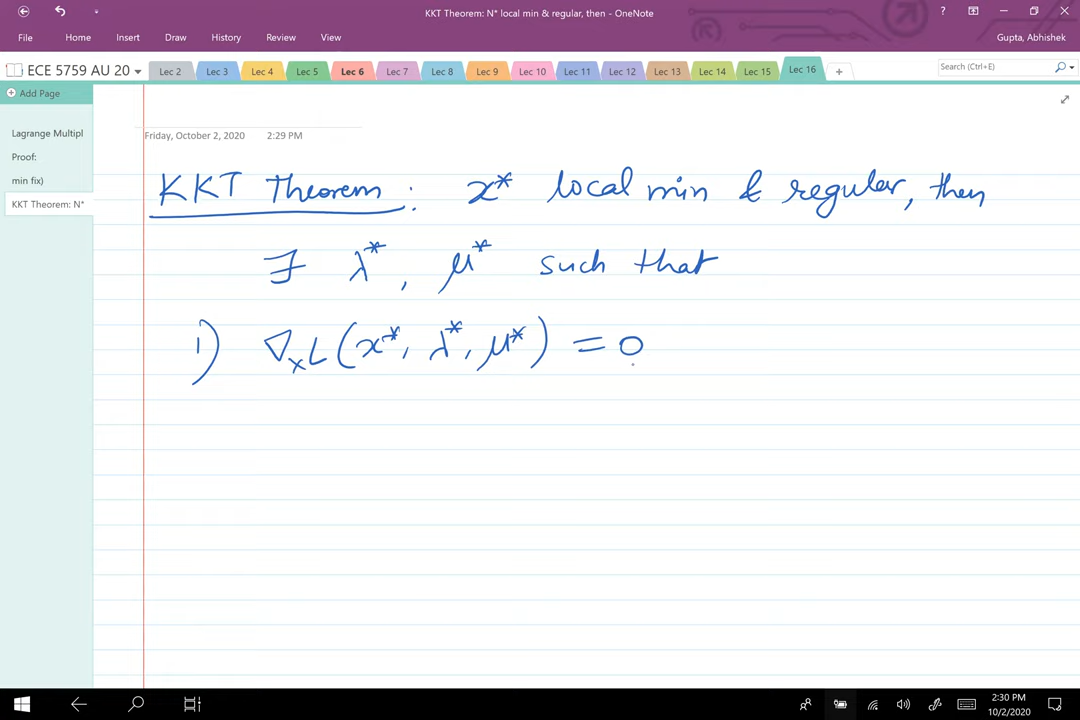 KKT Theorem: N* local min & regular, then - OneNote
File Home Insert Draw History Review View
Gupta, Abhishek
ECE 5759 AU 20
Lec 2 Lec 3 Lec 4 Lec 5 Lec 6 Lec 7 Lec 8 Lec 9 Lec 10 Lec 11 Lec 12 Lec 13 Lec 14 Lec 15 Lec 16
Search (Ctrl+E)
Add Page
Lagrange Multipl
Proof:
min fix)
KKT Theorem: N*
Friday, October 2, 2020 2:29 PM
KKT Theorem: x* local min & regular, then
∃ λ*, μ* such that
1) ∇ₓL(x*, λ*, μ*) = 0
2:30 PM
10/2/2020